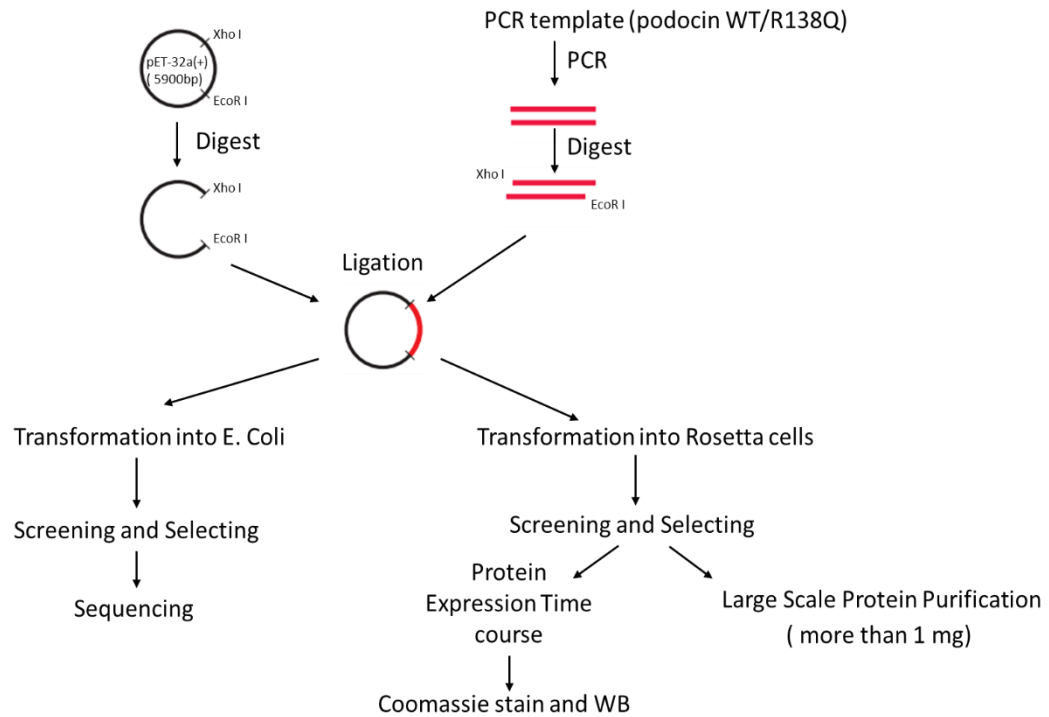 Xho I
pET-32a(+)
( 5900bp)
EcoR I
Digest
Xho I
EcoR I
PCR template (podocin WT/R138Q)
PCR
Digest
Xho I
EcoR I
Ligation
Transformation into E. Coli
Screening and Selecting
Sequencing
Transformation into Rosetta cells
Screening and Selecting
Protein
Expression Time
course
Coomassie stain and WB
Large Scale Protein Purification
( more than 1 mg)